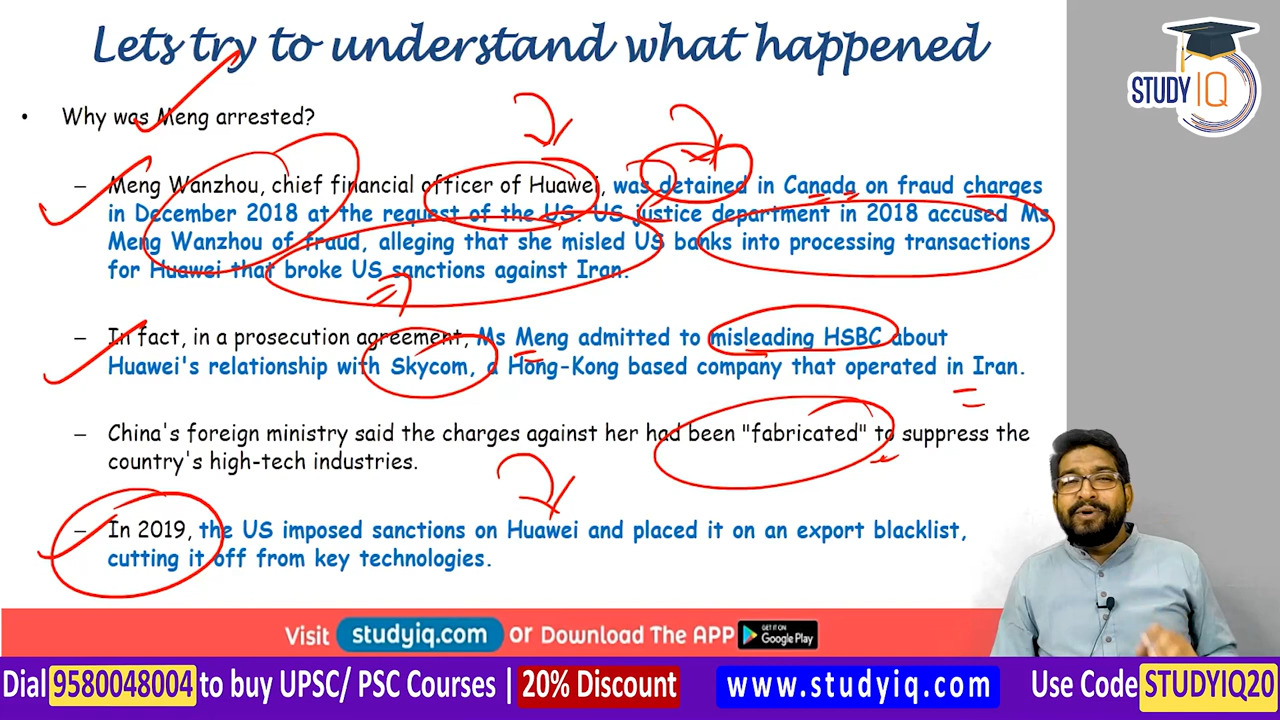 Lets try to understand what happened
STUDY IQ
• Why was Meng arrested?
– Meng Wanzhou, chief financial officer of Huawei, was detained in Canada on fraud charges
in December 2018 at the request of the US. US justice department in 2018 accused Ms
Meng Wanzhou of fraud, alleging that she misled US banks into processing transactions
for Huawei that broke US sanctions against Iran.
– In fact, in a prosecution agreement, Ms Meng admitted to misleading HSBC about
Huawei's relationship with Skycom, a Hong-Kong based company that operated in Iran.
– China's foreign ministry said the charges against her had been "fabricated" to suppress the
country's high-tech industries.
– In 2019, the US imposed sanctions on Huawei and placed it on an export blacklist,
cutting it off from key technologies.
Visit studyiq.com or Download The APP GET IT ON Google Play
Dial 9580048004 to buy UPSC/ PSC Courses | 20% Discount www.studyiq.com Use Code STUDYIQ20